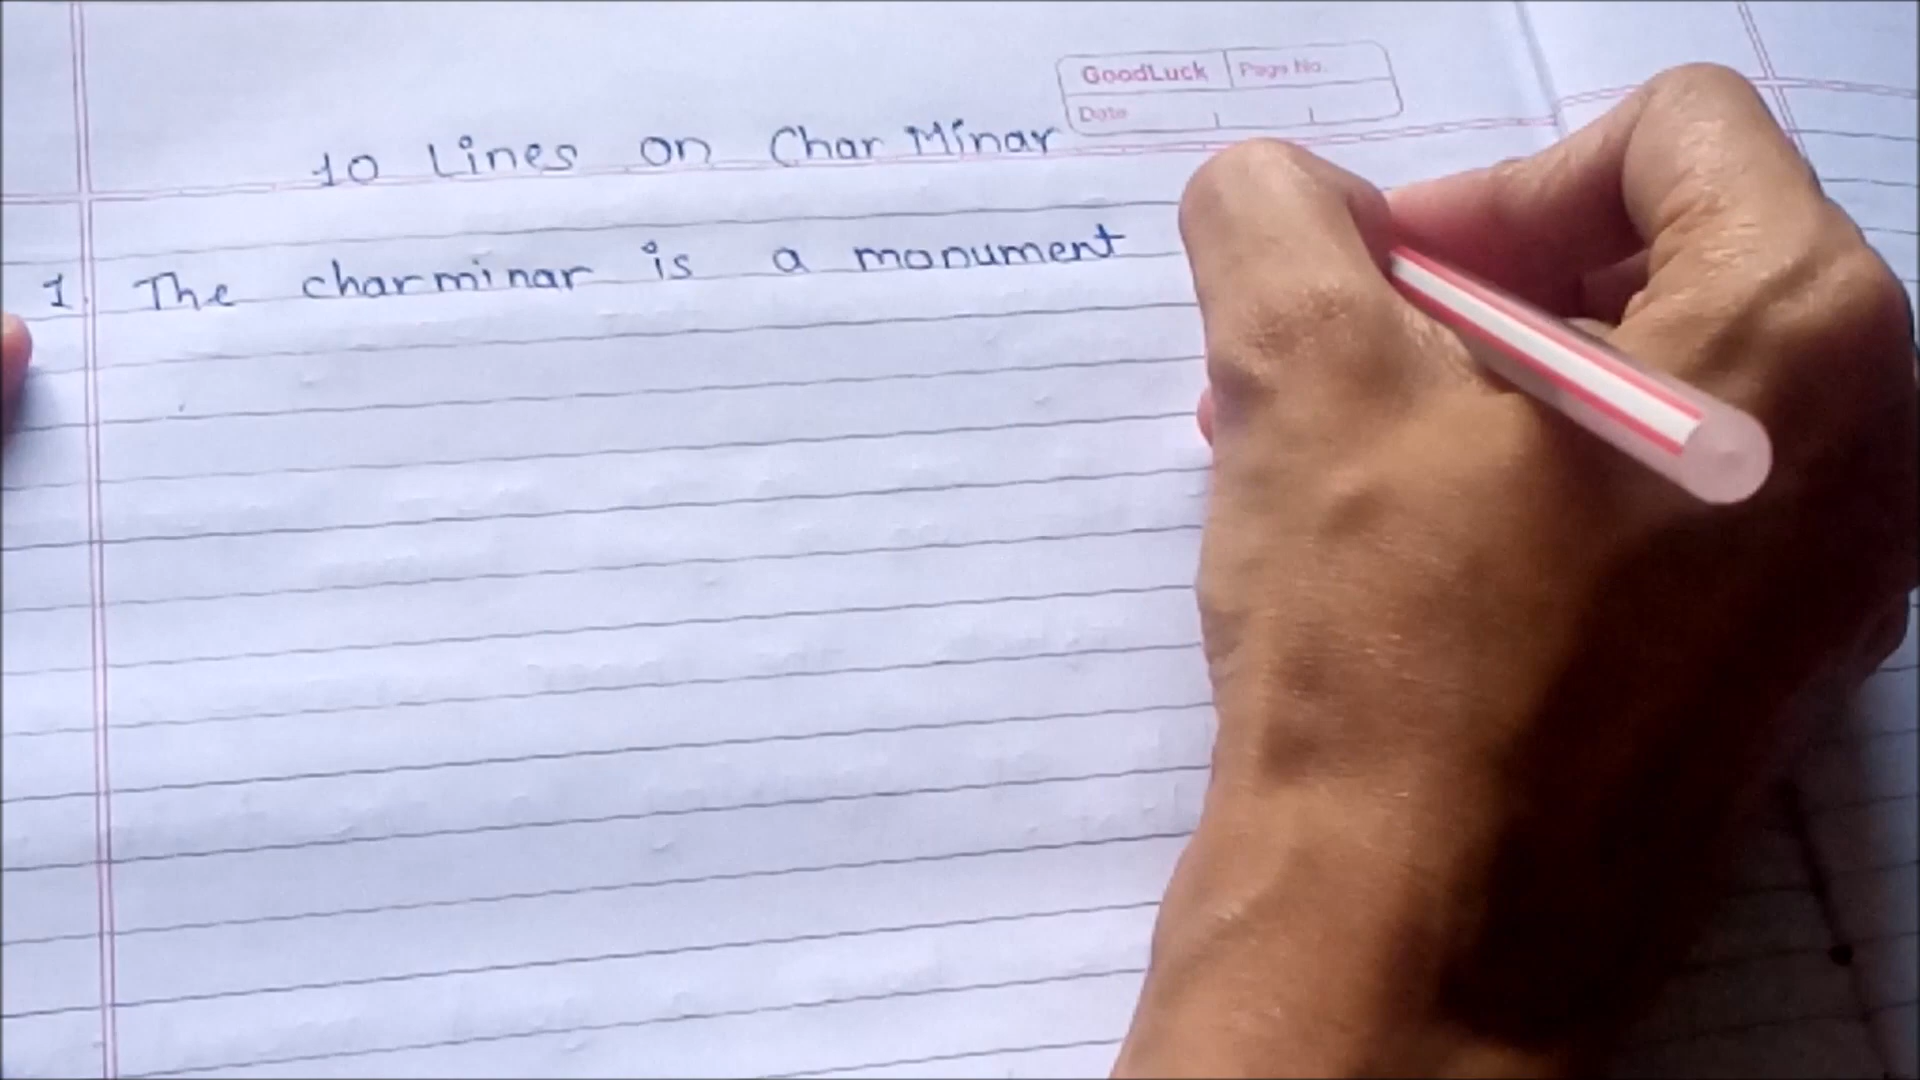 GoodLuck Page No.
Date
10 Lines on Char Minar
1. The charminar is a monument